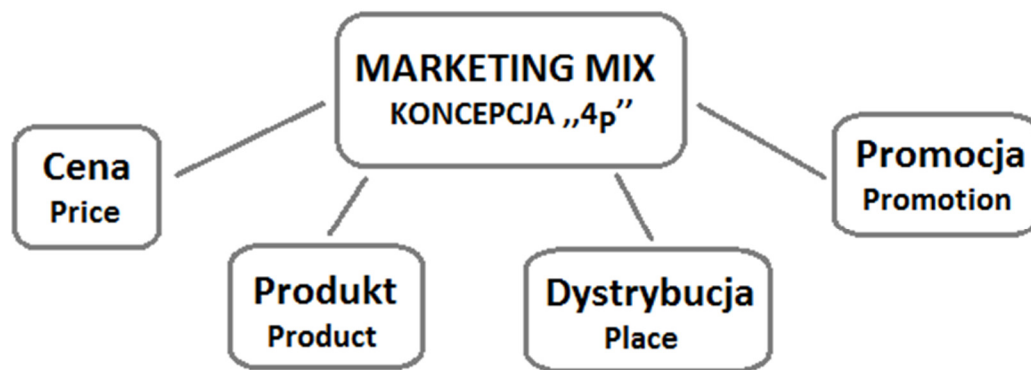 MARKETING MIX
KONCEPCJA ,,4P’’
Cena
Price
Produkt
Product
Dystrybucja
Place
Promocja
Promotion